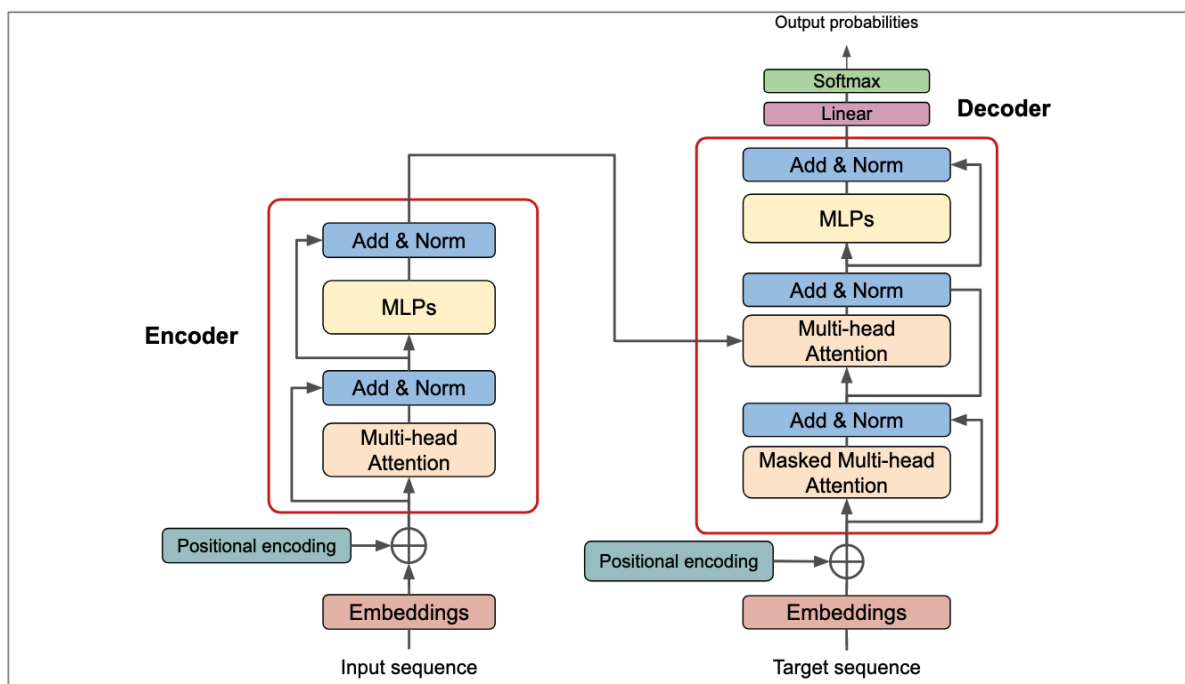 Output probabilities
Softmax
Linear
Decoder
Add & Norm
MLPs
Add & Norm
Multi-head
Attention
Add & Norm
Masked Multi-head
Attention
Positional encoding
Embeddings
Target sequence
Encoder
Add & Norm
MLPs
Add & Norm
Multi-head
Attention
Positional encoding
Embeddings
Input sequence